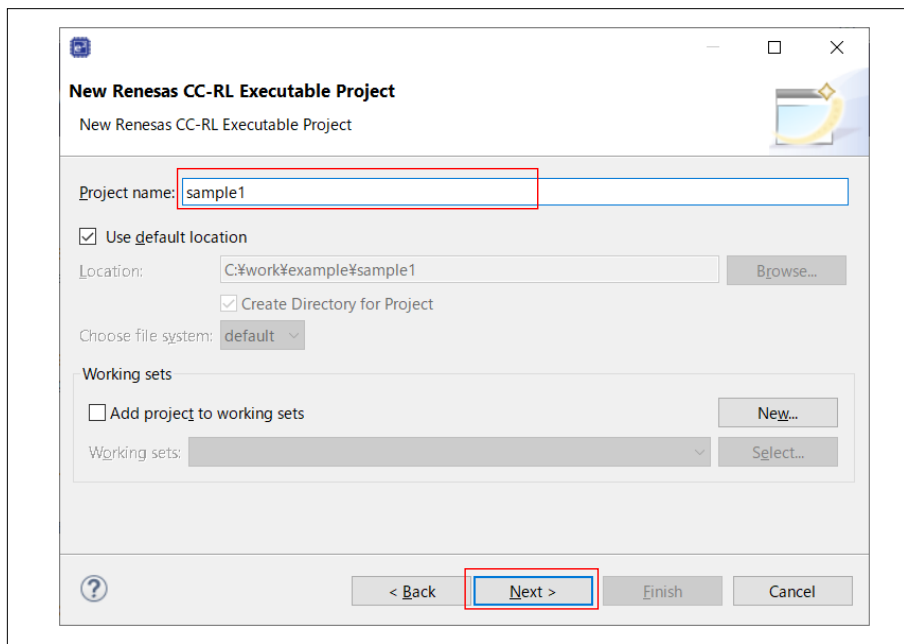 New Renesas CC-RL Executable Project
New Renesas CC-RL Executable Project
Project name: sample1
Use default location
Location: C:¥work¥example¥sample1 Browse...
Create Directory for Project
Choose file system: default
Working sets
Add project to working sets New...
Working sets: Select...
? < Back Next > Finish Cancel